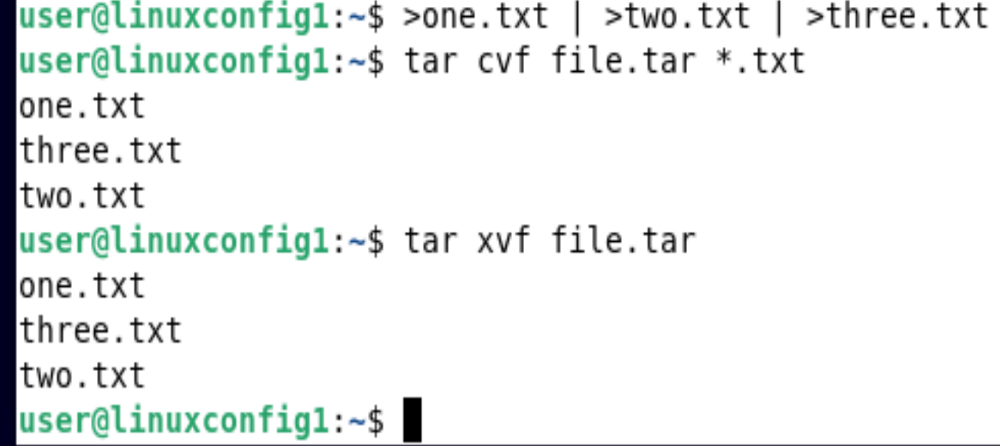 user@linuxconfig1:~$ >one.txt | >two.txt | >three.txt
user@linuxconfig1:~$ tar cvf file.tar *.txt
one.txt
three.txt
two.txt
user@linuxconfig1:~$ tar xvf file.tar
one.txt
three.txt
two.txt
user@linuxconfig1:~$